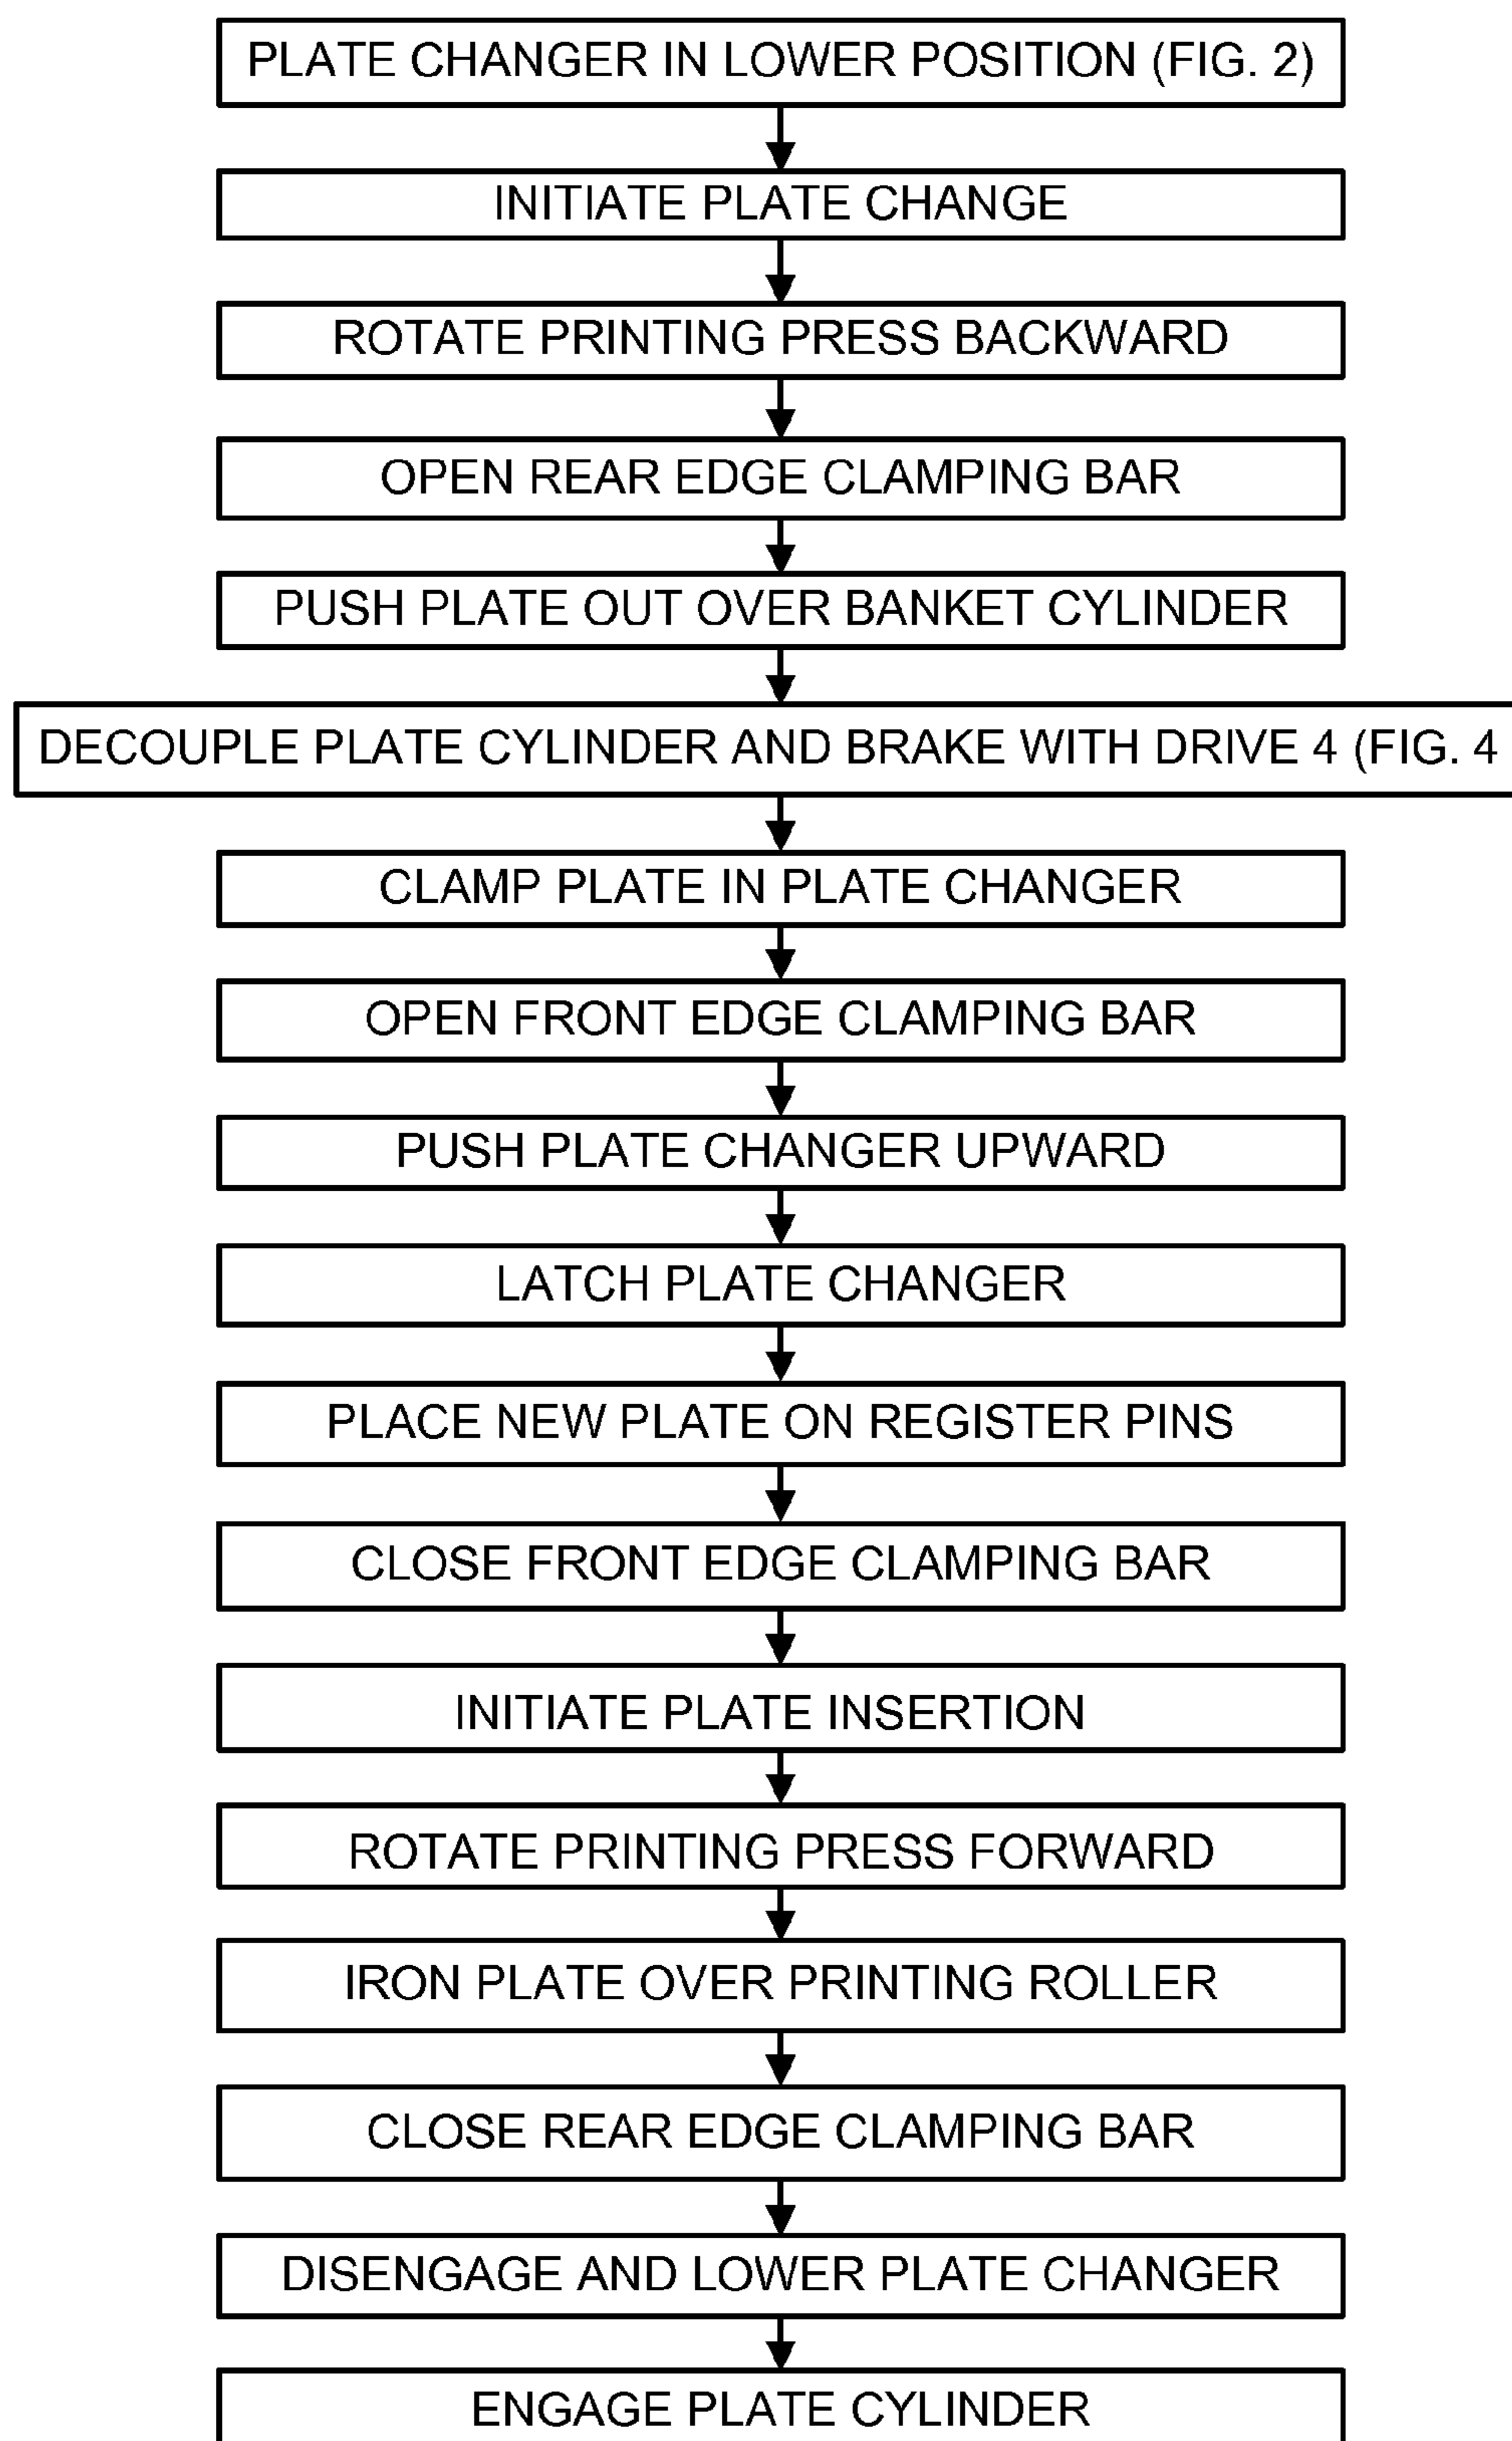 PLATE CHANGER IN LOWER POSITION (FIG. 2)
INITIATE PLATE CHANGE
ROTATE PRINTING PRESS BACKWARD
OPEN REAR EDGE CLAMPING BAR
PUSH PLATE OUT OVER BANKET CYLINDER
DECOUPLE PLATE CYLINDER AND BRAKE WITH DRIVE 4 (FIG. 4
CLAMP PLATE IN PLATE CHANGER
OPEN FRONT EDGE CLAMPING BAR
PUSH PLATE CHANGER UPWARD
LATCH PLATE CHANGER
PLACE NEW PLATE ON REGISTER PINS
CLOSE FRONT EDGE CLAMPING BAR
INITIATE PLATE INSERTION
ROTATE PRINTING PRESS FORWARD
IRON PLATE OVER PRINTING ROLLER
CLOSE REAR EDGE CLAMPING BAR
DISENGAGE AND LOWER PLATE CHANGER
ENGAGE PLATE CYLINDER